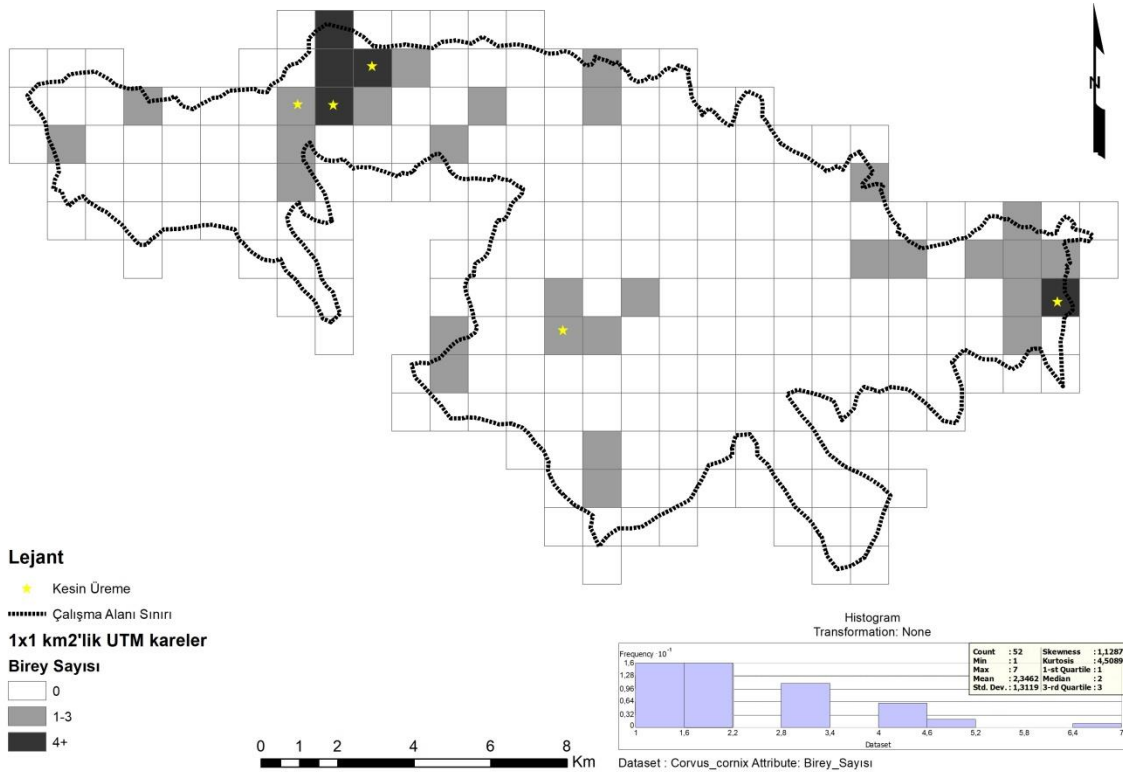 N
Lejant
Kesin Üreme
Çalışma Alanı Sınırı
1x1 km2'lik UTM kareler
Birey Sayısı
0
1-3
4+
0 1 2 4 6 8
Km
Histogram
Transformation: None
Frequency · 10⁻¹
1,6
1,28
0,96
0,64
0,32
0
1 1,6 2,2 2,8 3,4 4 4,6 5,2 5,8 6,4 7
Dataset
Count : 52 Skewness : 1,1287
Min : 1 Kurtosis : 4,5089
Max : 7 1-st Quartile : 1
Mean : 2,3462 Median : 2
Std. Dev. : 1,3119 3-rd Quartile : 3
Dataset : Corvus_cornix Attribute: Birey_Sayısı